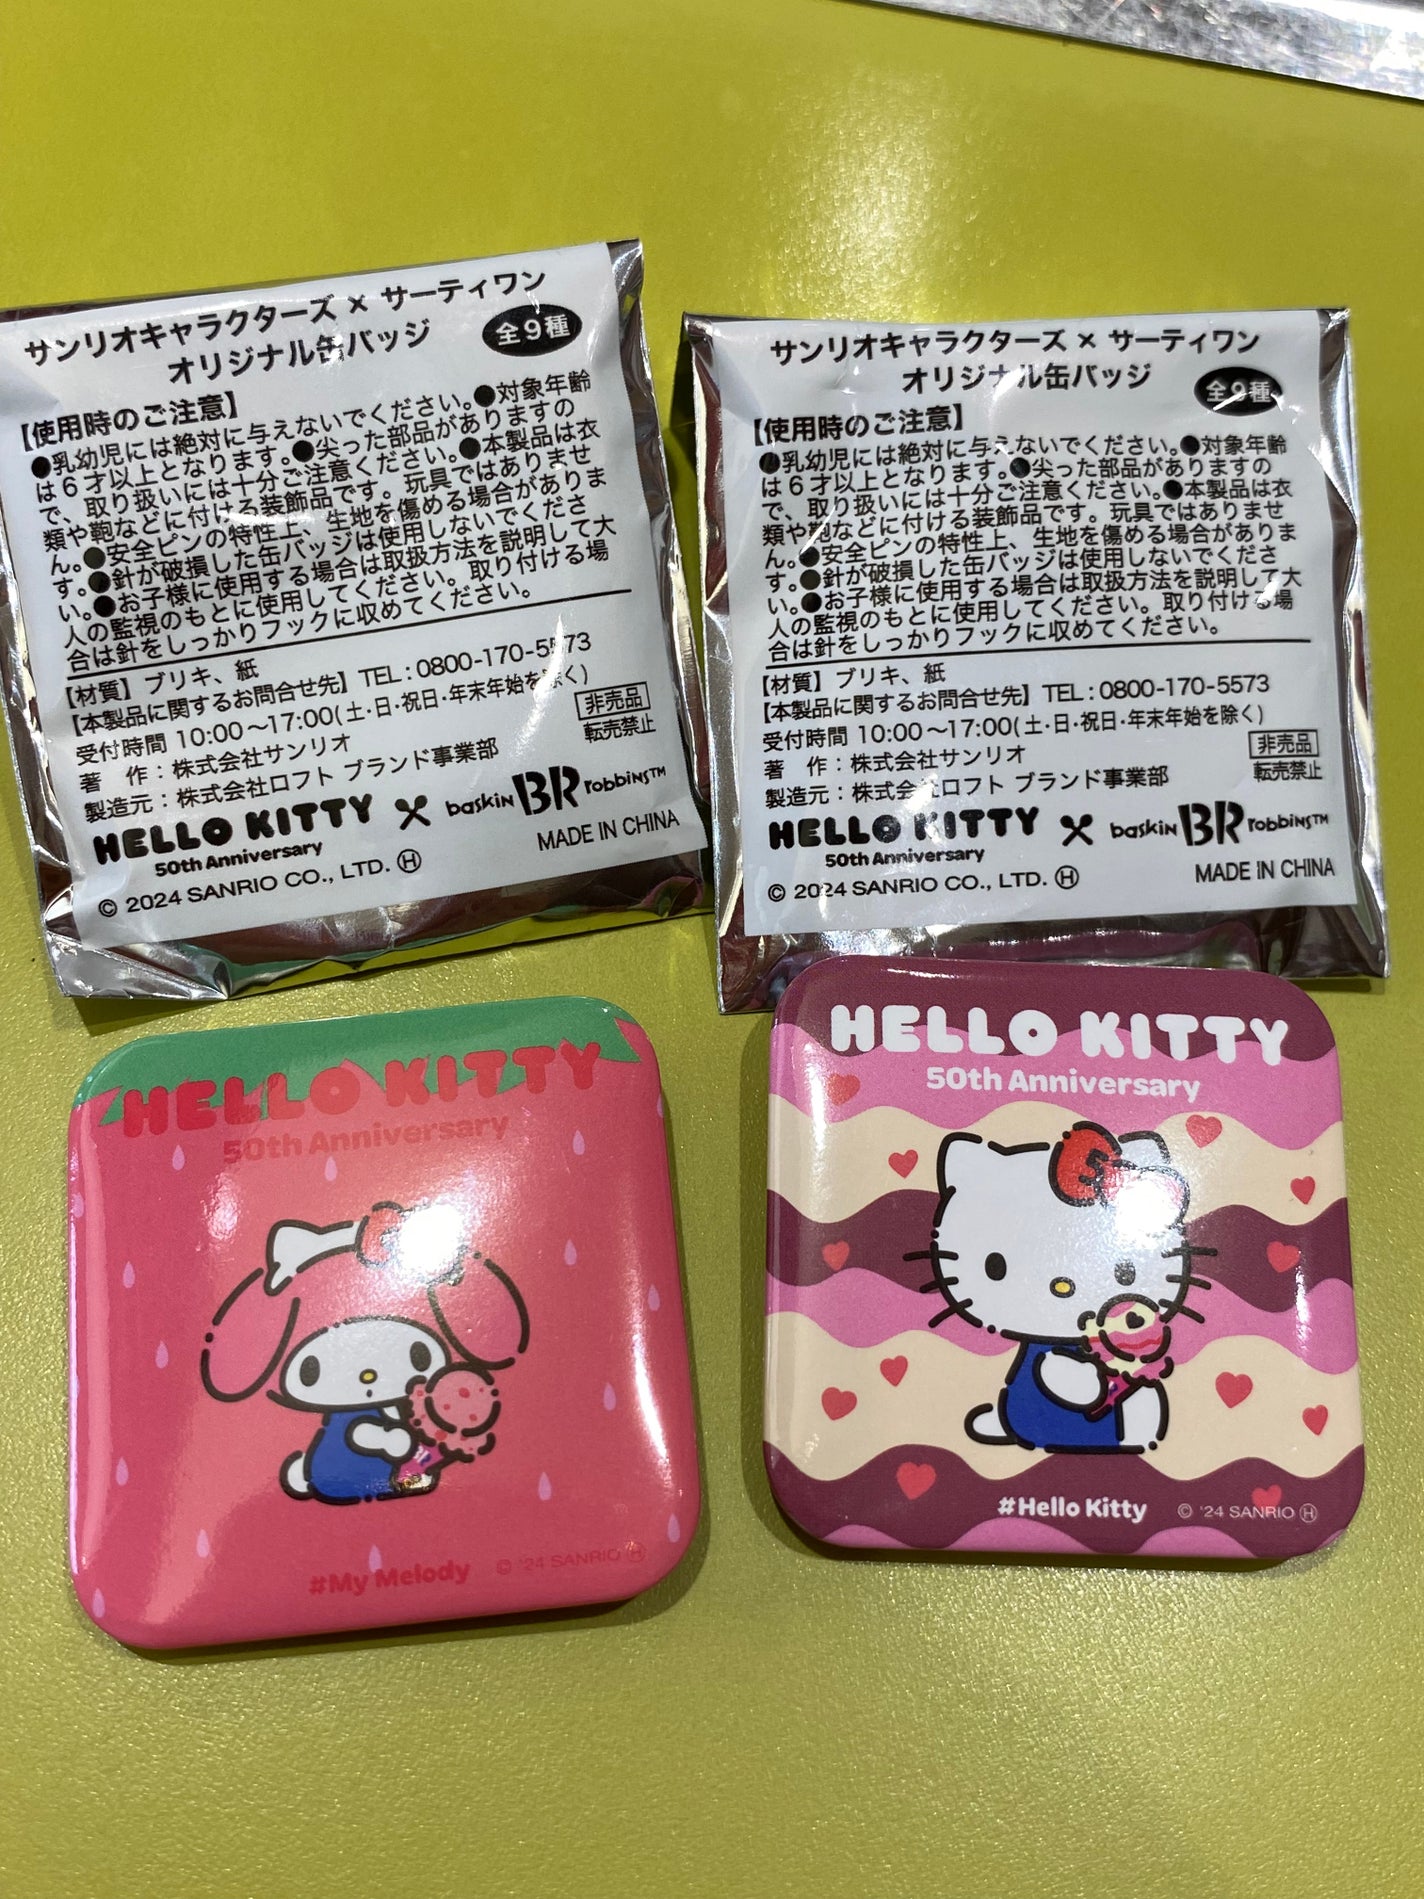 サンリオキャラクターズ × サーティワン
オリジナル缶バッジ
全9種
【使用時のご注意】
●乳幼児には絶対に与えないでください。●対象年齢
は6才以上となります。●尖った部品がありますの
で、取り扱いには十分ご注意ください。●本製品は衣
類や鞄などに付ける装飾品です。玩具ではありませ
ん。●安全ピンの特性上、生地を傷める場合がありま
す。●針が破損した缶バッジは使用しないでくださ
い。●お子様に使用する場合は取扱方法を説明して大
人の監視のもとに使用してください。取り付ける場
合は針をしっかりフックに収めてください。
【材質】ブリキ、紙
【本製品に関するお問合せ先】TEL:0800-170-5573
受付時間 10:00～17:00(土・日・祝日・年末年始を除く)
著 作:株式会社サンリオ
製造元:株式会社ロフト ブランド事業部
非売品
転売禁止
HELLO KITTY × baskin BR robbins™
50th Anniversary
MADE IN CHINA
© 2024 SANRIO CO., LTD. Ⓗ
サンリオキャラクターズ × サーティワン
オリジナル缶バッジ
全9種
【使用時のご注意】
●乳幼児には絶対に与えないでください。●対象年齢
は6才以上となります。●尖った部品がありますの
で、取り扱いには十分ご注意ください。●本製品は衣
類や鞄などに付ける装飾品です。玩具ではありませ
ん。●安全ピンの特性上、生地を傷める場合がありま
す。●針が破損した缶バッジは使用しないでくださ
い。●お子様に使用する場合は取扱方法を説明して大
人の監視のもとに使用してください。取り付ける場
合は針をしっかりフックに収めてください。
【材質】ブリキ、紙
【本製品に関するお問合せ先】TEL:0800-170-5573
受付時間 10:00～17:00(土・日・祝日・年末年始を除く)
著 作:株式会社サンリオ
製造元:株式会社ロフト ブランド事業部
非売品
転売禁止
HELLO KITTY × baskin BR robbins™
50th Anniversary
MADE IN CHINA
© 2024 SANRIO CO., LTD. Ⓗ
HELLO KITTY
50th Anniversary
#My Melody
© '24 SANRIO Ⓗ
HELLO KITTY
50th Anniversary
#Hello Kitty
© '24 SANRIO Ⓗ